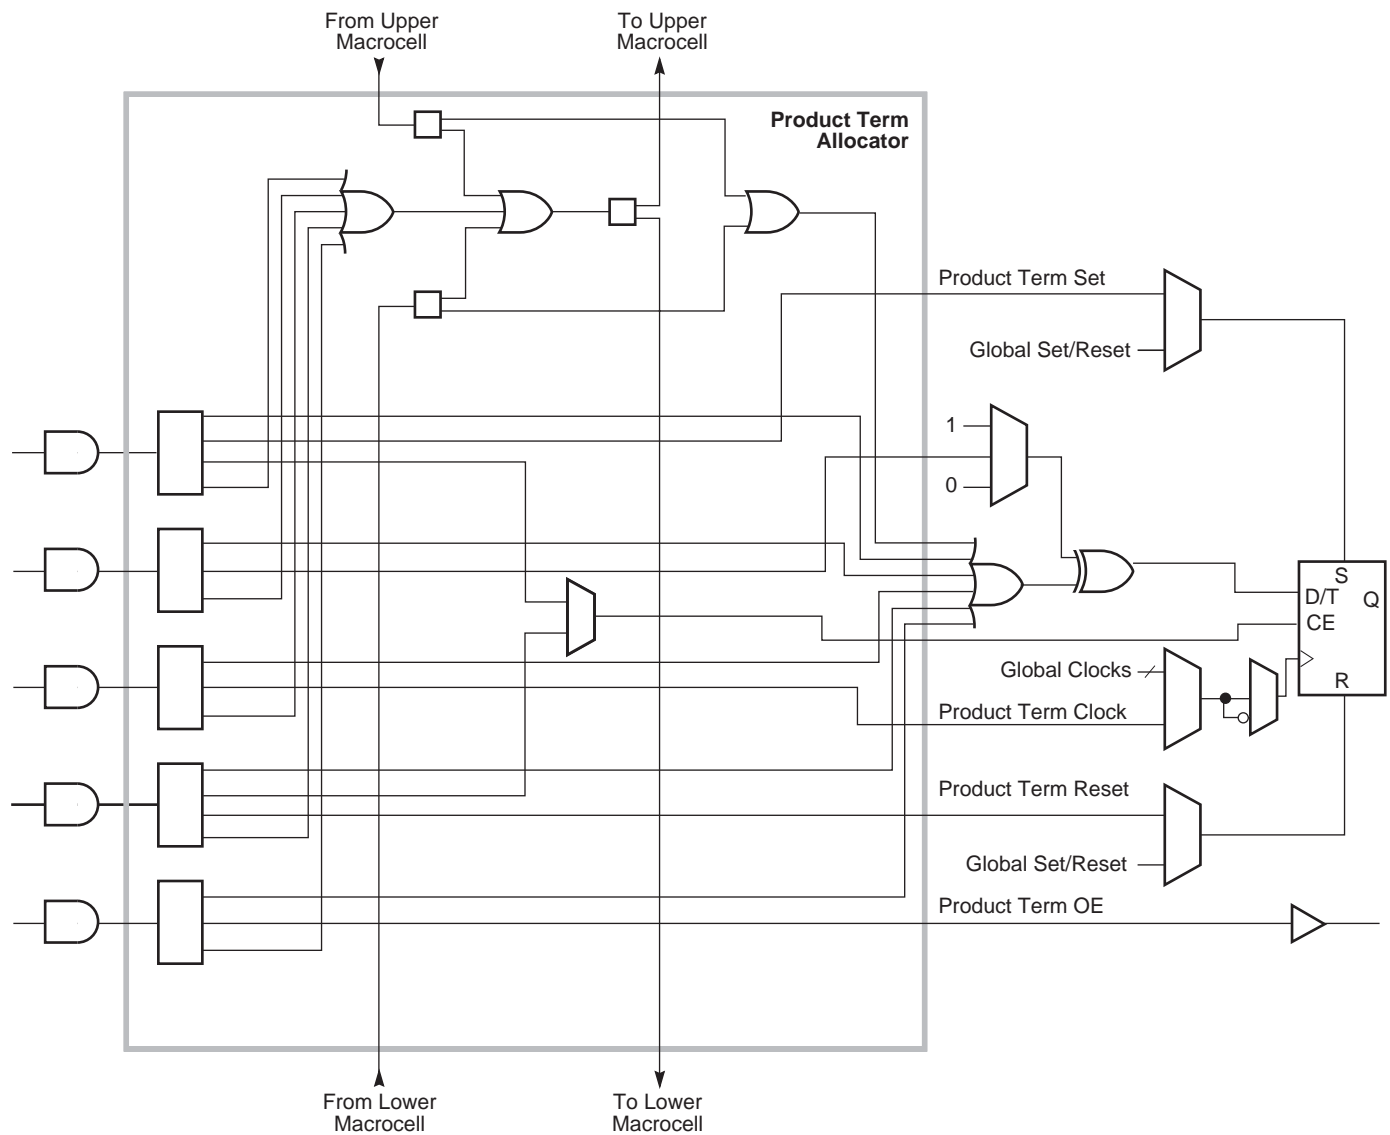 From Upper
Macrocell
To Upper
Macrocell
Product Term
Allocator
Product Term Set
Global Set/Reset
1
0
S
D/T
Q
CE
R
Global Clocks
Product Term Clock
Product Term Reset
Global Set/Reset
Product Term OE
From Lower
Macrocell
To Lower
Macrocell